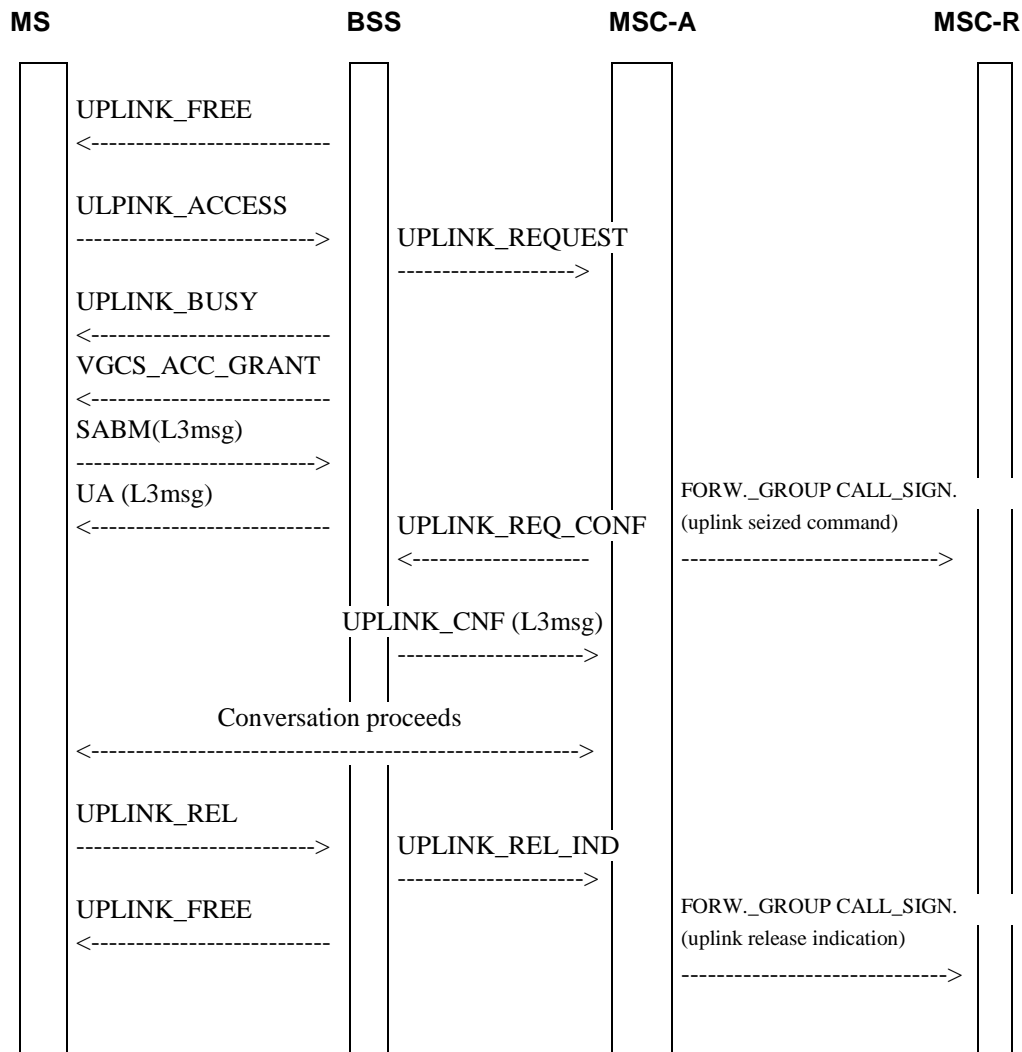 MS BSS MSC-A MSC-R
UPLINK_FREE
<---------------------------
ULPINK_ACCESS
---------------------------> UPLINK_REQUEST
-------------------->
UPLINK_BUSY
<---------------------------
VGCS_ACC_GRANT
<---------------------------
SABM(L3msg)
--------------------------->
UA (L3msg) FORW._GROUP CALL_SIGN.
<--------------------------- UPLINK_REQ_CONF (uplink seized command)
<-------------------- ----------------------------->
UPLINK_CNF (L3msg)
--------------------->
Conversation proceeds
<------------------------------------------------------->
UPLINK_REL
---------------------------> UPLINK_REL_IND
--------------------->
UPLINK_FREE FORW._GROUP CALL_SIGN.
<--------------------------- (uplink release indication)
------------------------------>